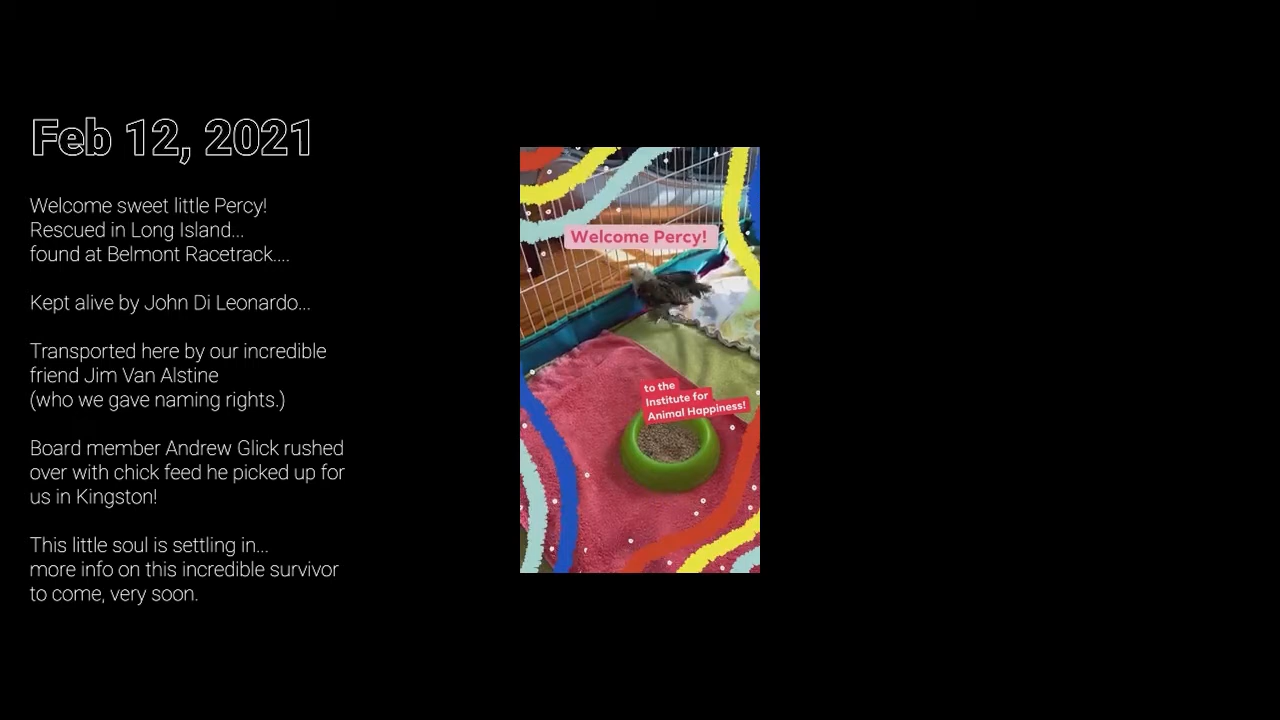 Feb 12, 2021
Welcome sweet little Percy!
Rescued in Long Island...
found at Belmont Racetrack....
Kept alive by John Di Leonardo...
Transported here by our incredible
friend Jim Van Alstine
(who we gave naming rights.)
Board member Andrew Glick rushed
over with chick feed he picked up for
us in Kingston!
This little soul is settling in...
more info on this incredible survivor
to come, very soon.
Welcome Percy!
to the
Institute for
Animal Happiness!